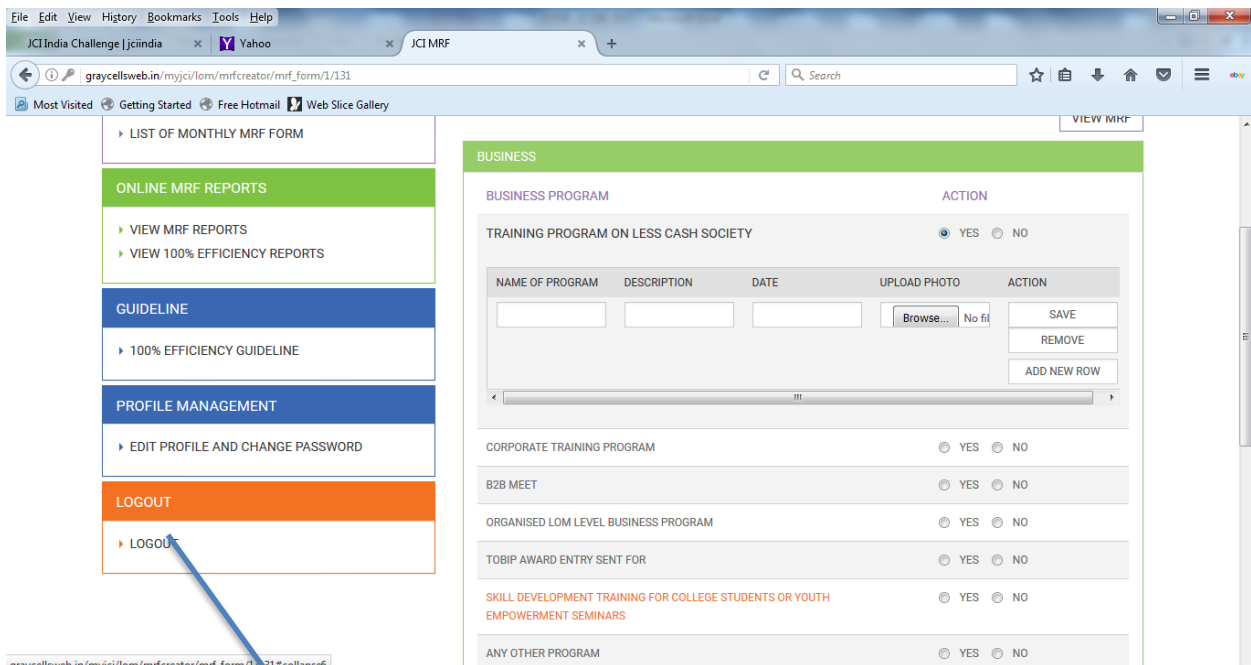 File Edit View History Bookmarks Tools Help
JCI India Challenge | jciindia × Y Yahoo × JCI MRF × +
graycellsweb.in/myjci/lom/mrfcreator/mrf_form/1/131 Search ebay
Most Visited Getting Started Free Hotmail Web Slice Gallery
VIEW MRF
LIST OF MONTHLY MRF FORM
ONLINE MRF REPORTS
VIEW MRF REPORTS
VIEW 100% EFFICIENCY REPORTS
GUIDELINE
100% EFFICIENCY GUIDELINE
PROFILE MANAGEMENT
EDIT PROFILE AND CHANGE PASSWORD
LOGOUT
LOGOUT
BUSINESS
BUSINESS PROGRAM ACTION
TRAINING PROGRAM ON LESS CASH SOCIETY YES NO
NAME OF PROGRAM DESCRIPTION DATE UPLOAD PHOTO ACTION
Browse... No fil SAVE
REMOVE
ADD NEW ROW
CORPORATE TRAINING PROGRAM YES NO
B2B MEET YES NO
ORGANISED LOM LEVEL BUSINESS PROGRAM YES NO
TOBIP AWARD ENTRY SENT FOR YES NO
SKILL DEVELOPMENT TRAINING FOR COLLEGE STUDENTS OR YOUTH YES NO
EMPOWERMENT SEMINARS
ANY OTHER PROGRAM YES NO